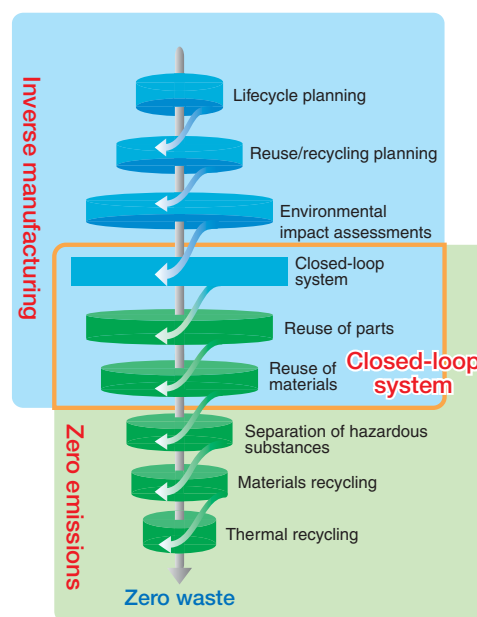 Inverse manufacturing
Lifecycle planning
Reuse/recycling planning
Environmental
impact assessments
Closed-loop
system
Reuse of parts
Reuse of
materials
Closed-loop
system
Zero emissions
Separation of hazardous
substances
Materials recycling
Thermal recycling
Zero waste